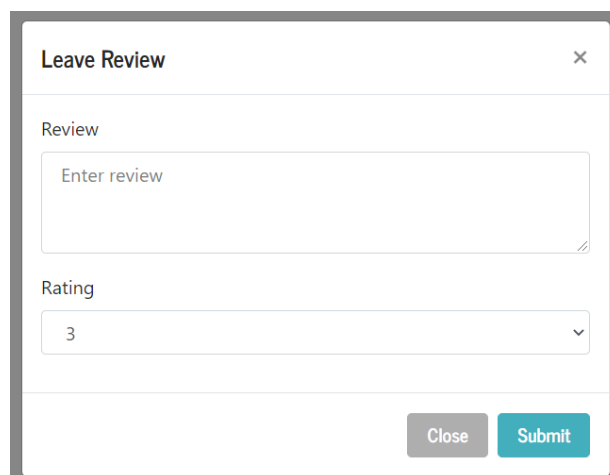 Leave Review ×
Review
Enter review
Rating
3
Close Submit